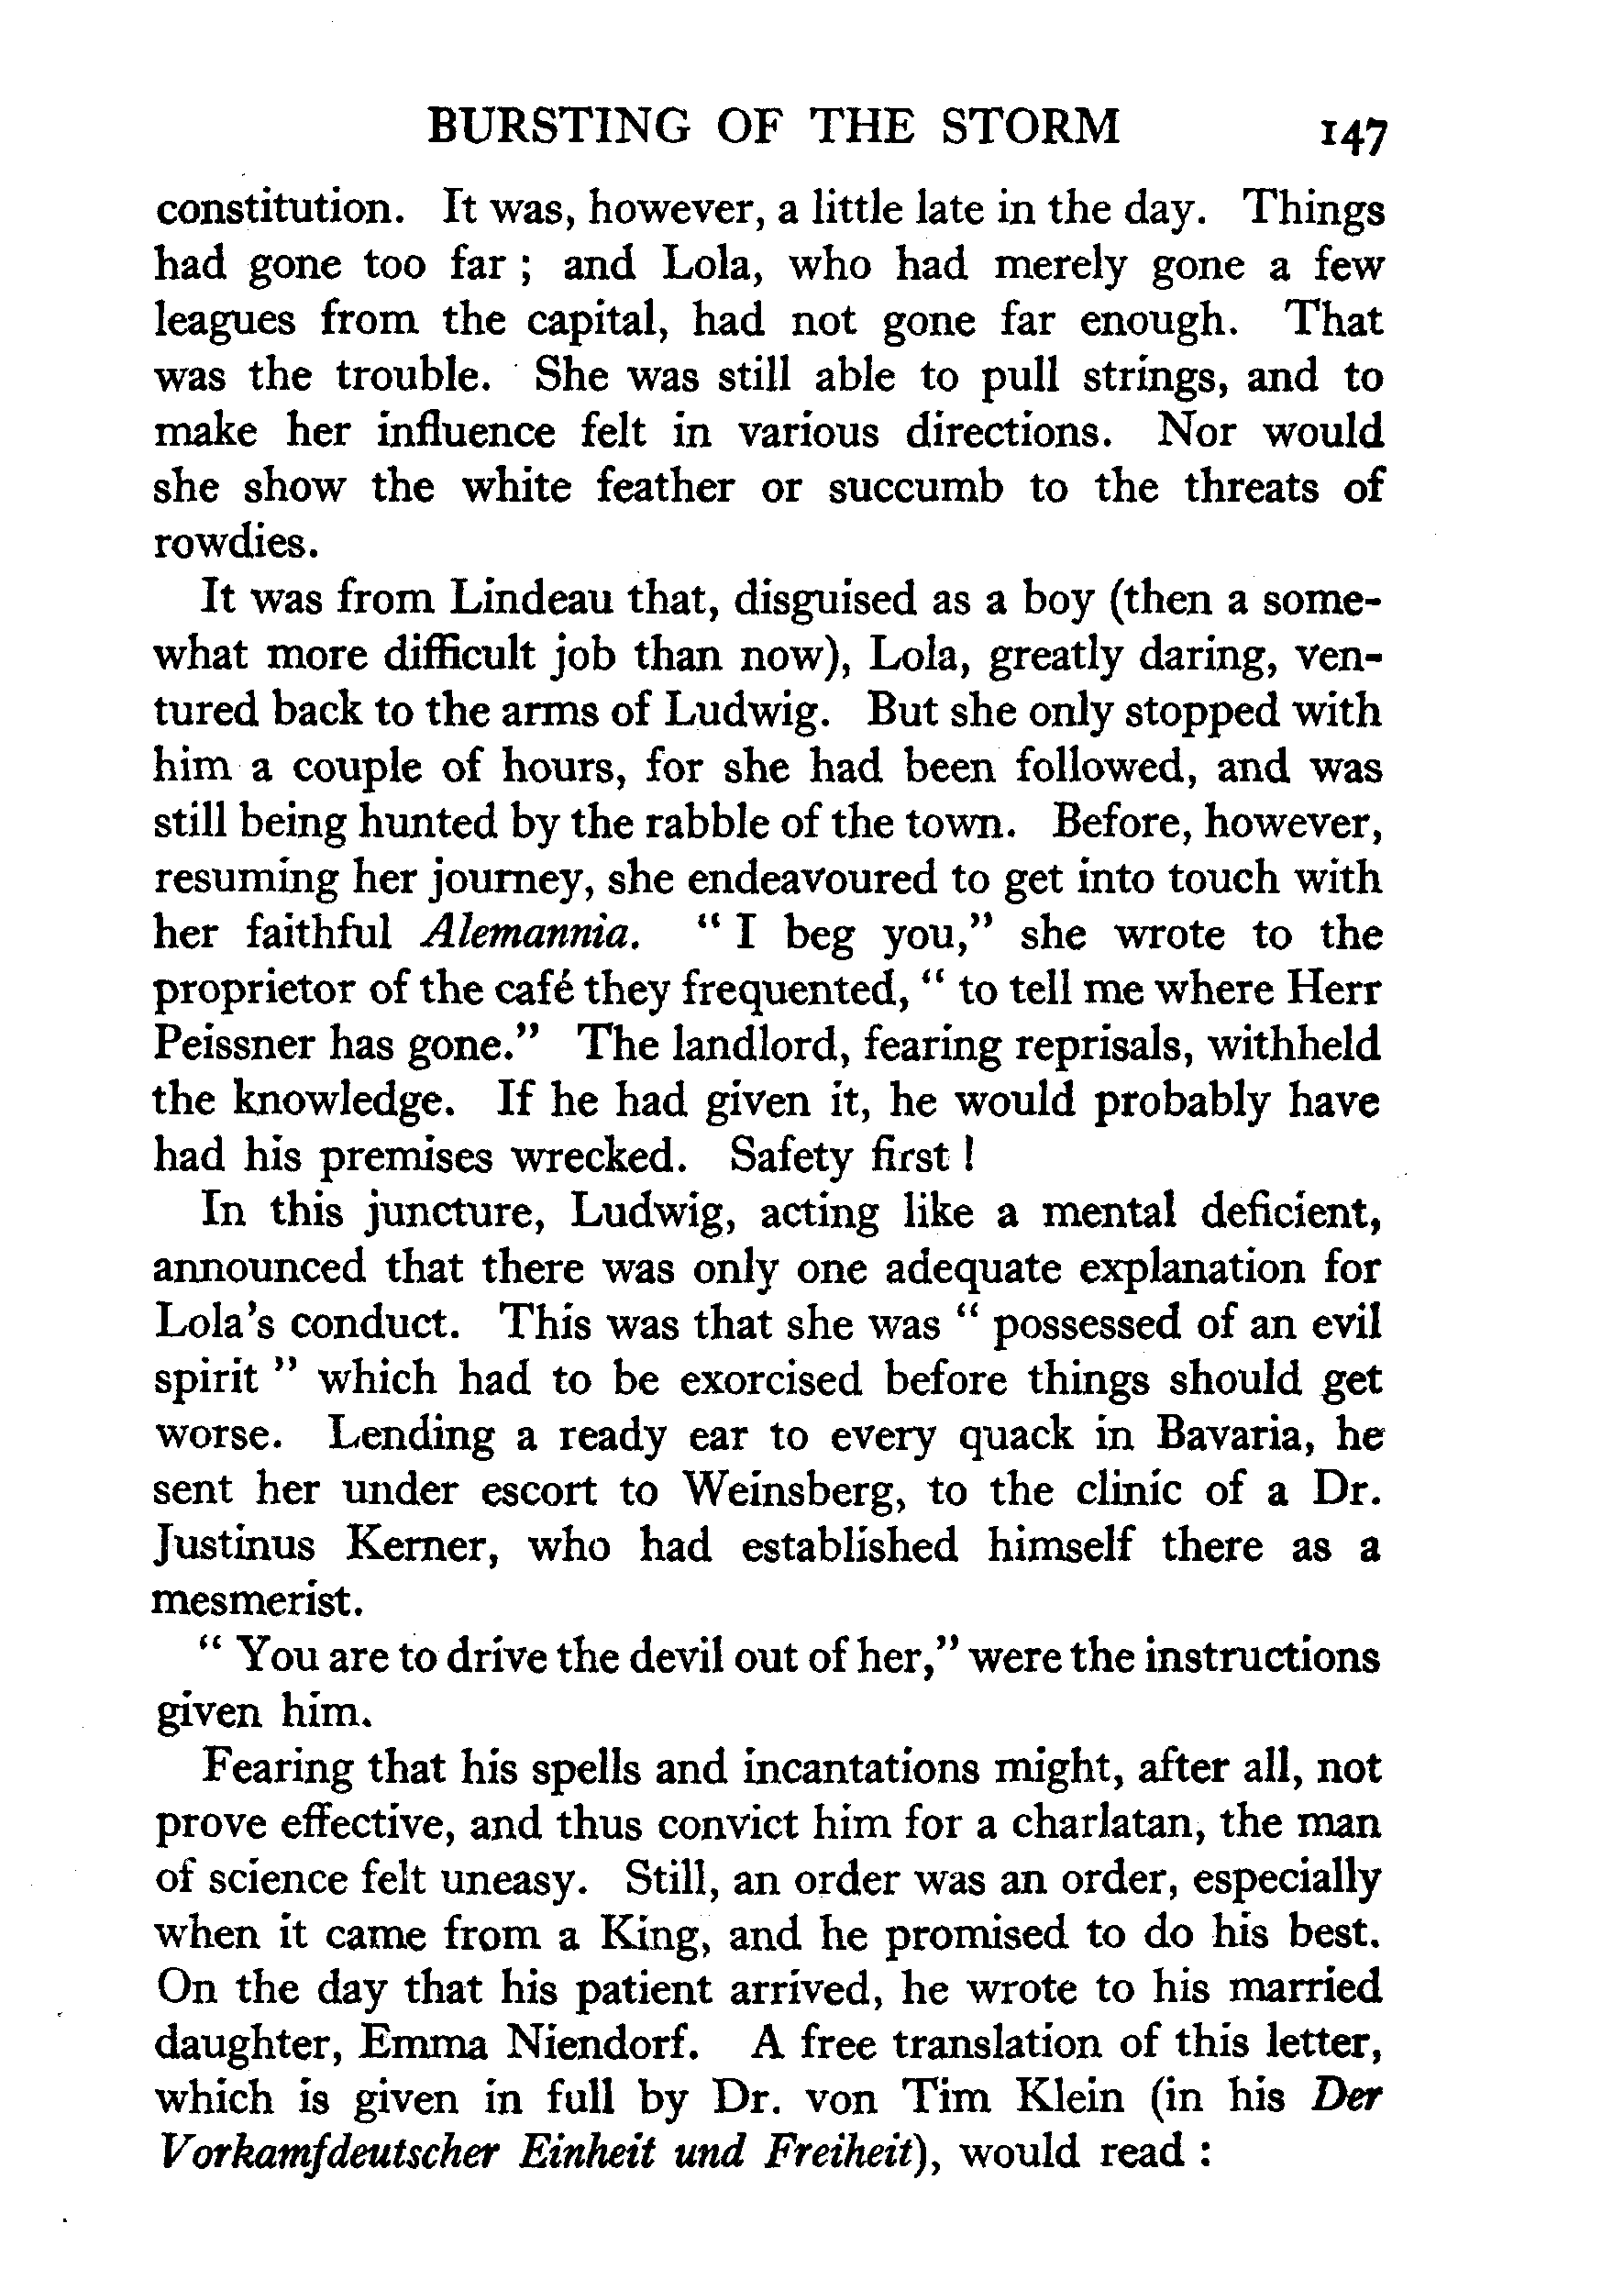 BURSTING OF THE STORM 147
constitution. It was, however, a little late in the day. Things
had gone too far ; and Lola, who had merely gone a few
leagues from the capital, had not gone far enough. That
was the trouble. She was still able to pull strings, and to
make her influence felt in various directions. Nor would
she show the white feather or succumb to the threats of
rowdies.
It was from Lindeau that, disguised as a boy (then a some-
what more difficult job than now), Lola, greatly daring, ven-
tured back to the arms of Ludwig. But she only stopped with
him a couple of hours, for she had been followed, and was
still being hunted by the rabble of the town. Before, however,
resuming her journey, she endeavoured to get into touch with
her faithful Alemannia. “ I beg you,” she wrote to the
proprietor of the café they frequented, “ to tell me where Herr
Peissner has gone.” The landlord, fearing reprisals, withheld
the knowledge. If he had given it, he would probably have
had his premises wrecked. Safety first !
In this juncture, Ludwig, acting like a mental deficient,
announced that there was only one adequate explanation for
Lola’s conduct. This was that she was “ possessed of an evil
spirit ” which had to be exorcised before things should get
worse. Lending a ready ear to every quack in Bavaria, he
sent her under escort to Weinsberg, to the clinic of a Dr.
Justinus Kerner, who had established himself there as a
mesmerist.
“ You are to drive the devil out of her,” were the instructions
given him.
Fearing that his spells and incantations might, after all, not
prove effective, and thus convict him for a charlatan, the man
of science felt uneasy. Still, an order was an order, especially
when it came from a King, and he promised to do his best.
On the day that his patient arrived, he wrote to his married
daughter, Emma Niendorf. A free translation of this letter,
which is given in full by Dr. von Tim Klein (in his Der
Vorkamfdeutscher Einheit und Freiheit), would read :